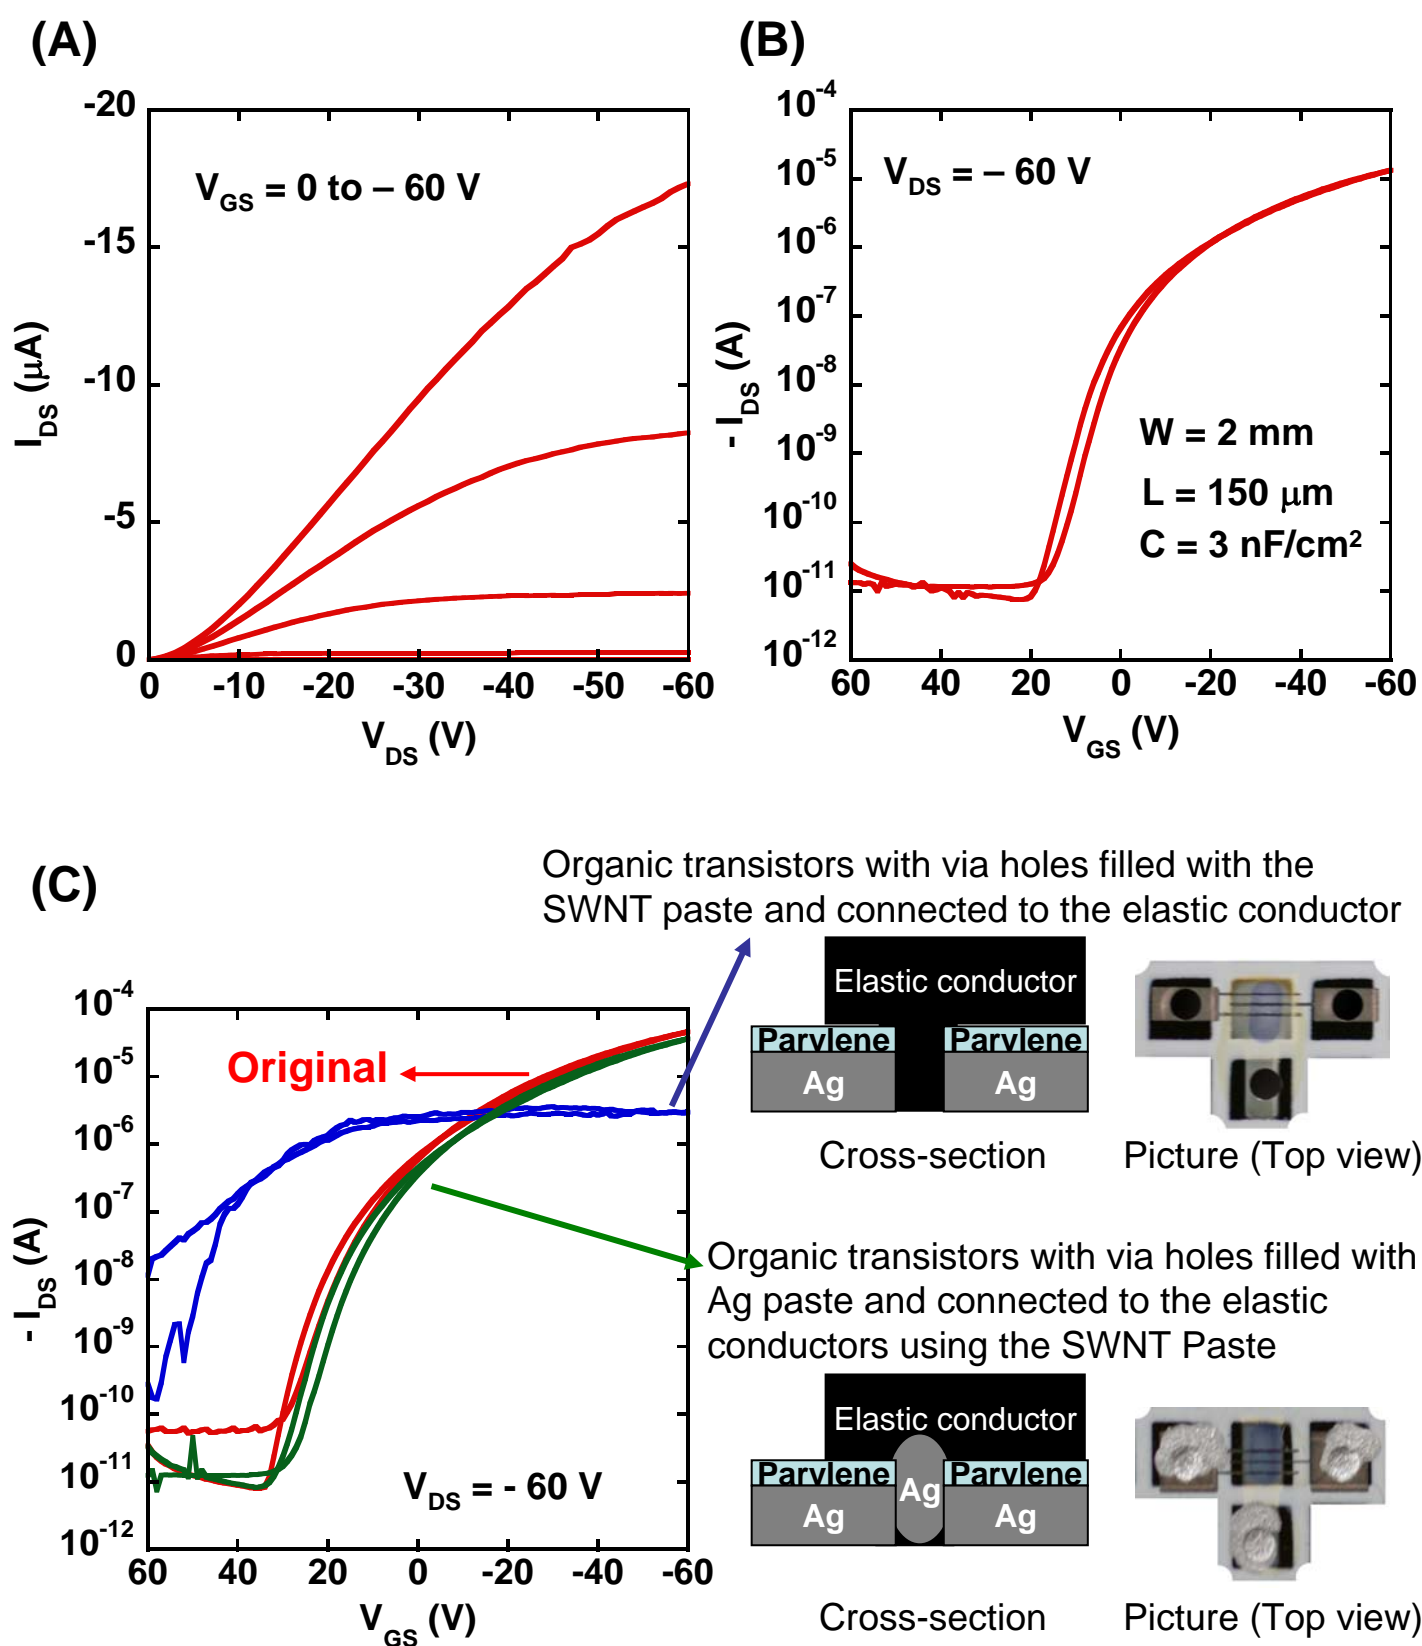 (A)
-20
-15
-10
-5
0
I_DS (μA)
V_GS = 0 to – 60 V
0 -10 -20 -30 -40 -50 -60
V_DS (V)
(B)
10^-4
10^-5
10^-6
10^-7
10^-8
10^-9
10^-10
10^-11
10^-12
- I_DS (A)
V_DS = – 60 V
W = 2 mm
L = 150 μm
C = 3 nF/cm²
60 40 20 0 -20 -40 -60
V_GS (V)
(C)
10^-4
10^-5
10^-6
10^-7
10^-8
10^-9
10^-10
10^-11
10^-12
- I_DS (A)
Original
V_DS = - 60 V
60 40 20 0 -20 -40 -60
V_GS (V)
Organic transistors with via holes filled with the
SWNT paste and connected to the elastic conductor
Elastic conductor
Parylene Parylene
Ag Ag
Cross-section Picture (Top view)
Organic transistors with via holes filled with
Ag paste and connected to the elastic
conductors using the SWNT Paste
Elastic conductor
Parylene Parylene
Ag Ag Ag
Cross-section Picture (Top view)